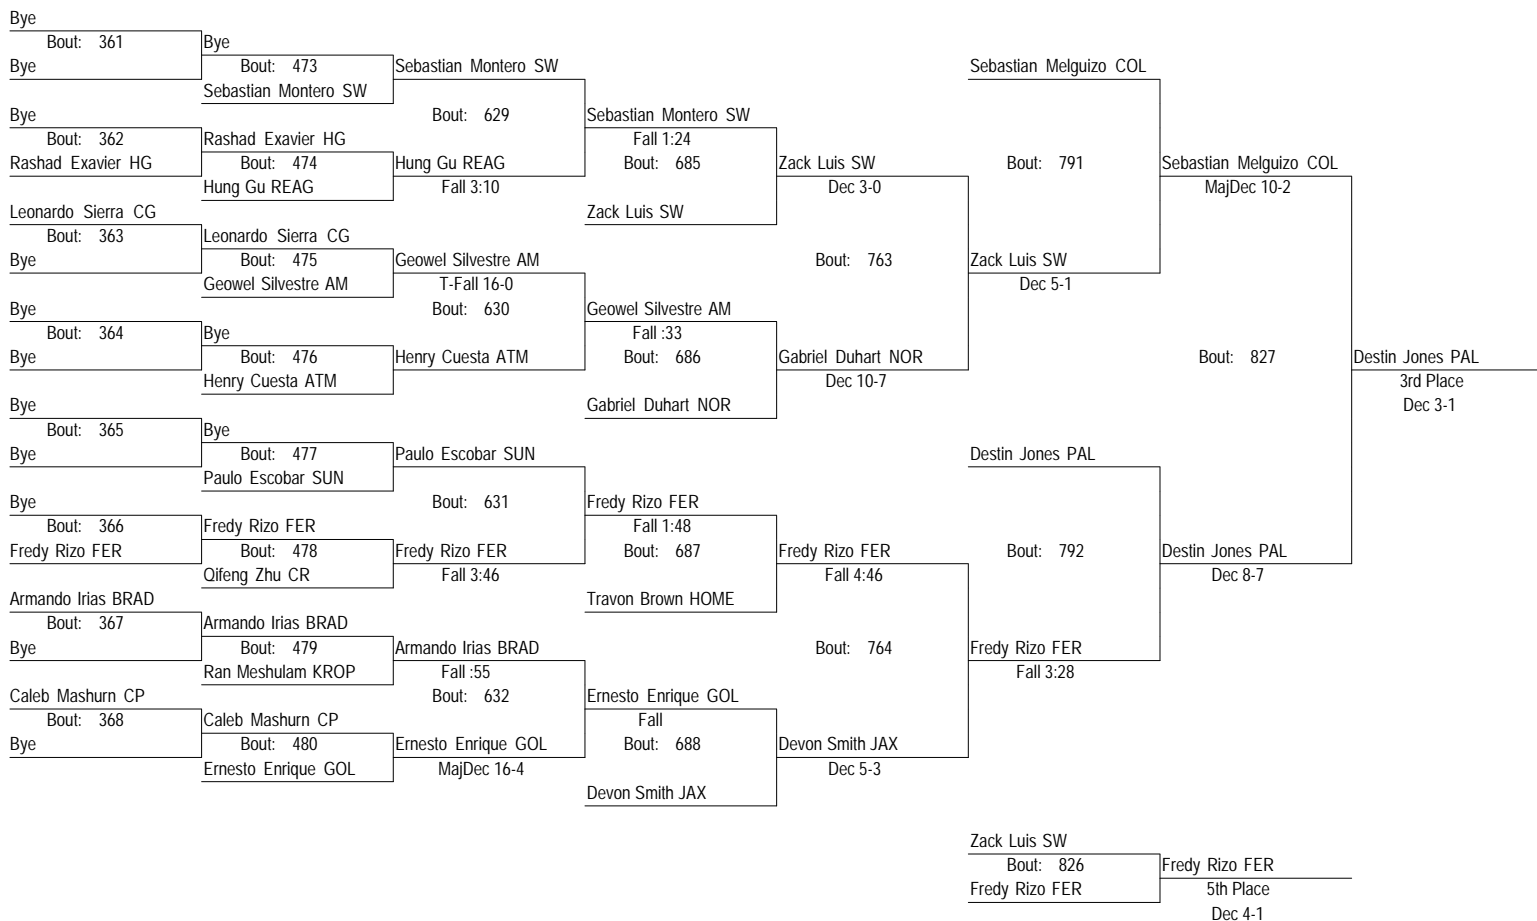 Bye
Bout: 361
Bye
Bye
Bout: 362
Rashad Exavier HG
Leonardo Sierra CG
Bout: 363
Bye
Bye
Bout: 364
Bye
Bye
Bout: 365
Bye
Bye
Bout: 366
Fredy Rizo FER
Armando Irias BRAD
Bout: 367
Bye
Caleb Mashurn CP
Bout: 368
Bye
Bye
Bout: 473
Sebastian Montero SW
Rashad Exavier HG
Bout: 474
Hung Gu REAG
Leonardo Sierra CG
Bout: 475
Geowel Silvestre AM
Bye
Bout: 476
Henry Cuesta ATM
Bye
Bout: 477
Paulo Escobar SUN
Fredy Rizo FER
Bout: 478
Qifeng Zhu CR
Armando Irias BRAD
Bout: 479
Ran Meshulam KROP
Caleb Mashurn CP
Bout: 480
Ernesto Enrique GOL
Sebastian Montero SW
Bout: 629
Hung Gu REAG
Fall 3:10
Geowel Silvestre AM
T-Fall 16-0
Bout: 630
Henry Cuesta ATM
Paulo Escobar SUN
Bout: 631
Fredy Rizo FER
Fall 3:46
Armando Irias BRAD
Fall :55
Bout: 632
Ernesto Enrique GOL
MajDec 16-4
Sebastian Montero SW
Fall 1:24
Bout: 685
Zack Luis SW
Geowel Silvestre AM
Fall :33
Bout: 686
Gabriel Duhart NOR
Fredy Rizo FER
Fall 1:48
Bout: 687
Travon Brown HOME
Ernesto Enrique GOL
Fall
Bout: 688
Devon Smith JAX
Zack Luis SW
Dec 3-0
Bout: 763
Gabriel Duhart NOR
Dec 10-7
Fredy Rizo FER
Fall 4:46
Bout: 764
Devon Smith JAX
Dec 5-3
Sebastian Melguizo COL
Bout: 791
Zack Luis SW
Dec 5-1
Destin Jones PAL
Bout: 792
Fredy Rizo FER
Fall 3:28
Sebastian Melguizo COL
MajDec 10-2
Bout: 827
Destin Jones PAL
Dec 8-7
Destin Jones PAL
3rd Place
Dec 3-1
Zack Luis SW
Bout: 826
Fredy Rizo FER
Fredy Rizo FER
5th Place
Dec 4-1